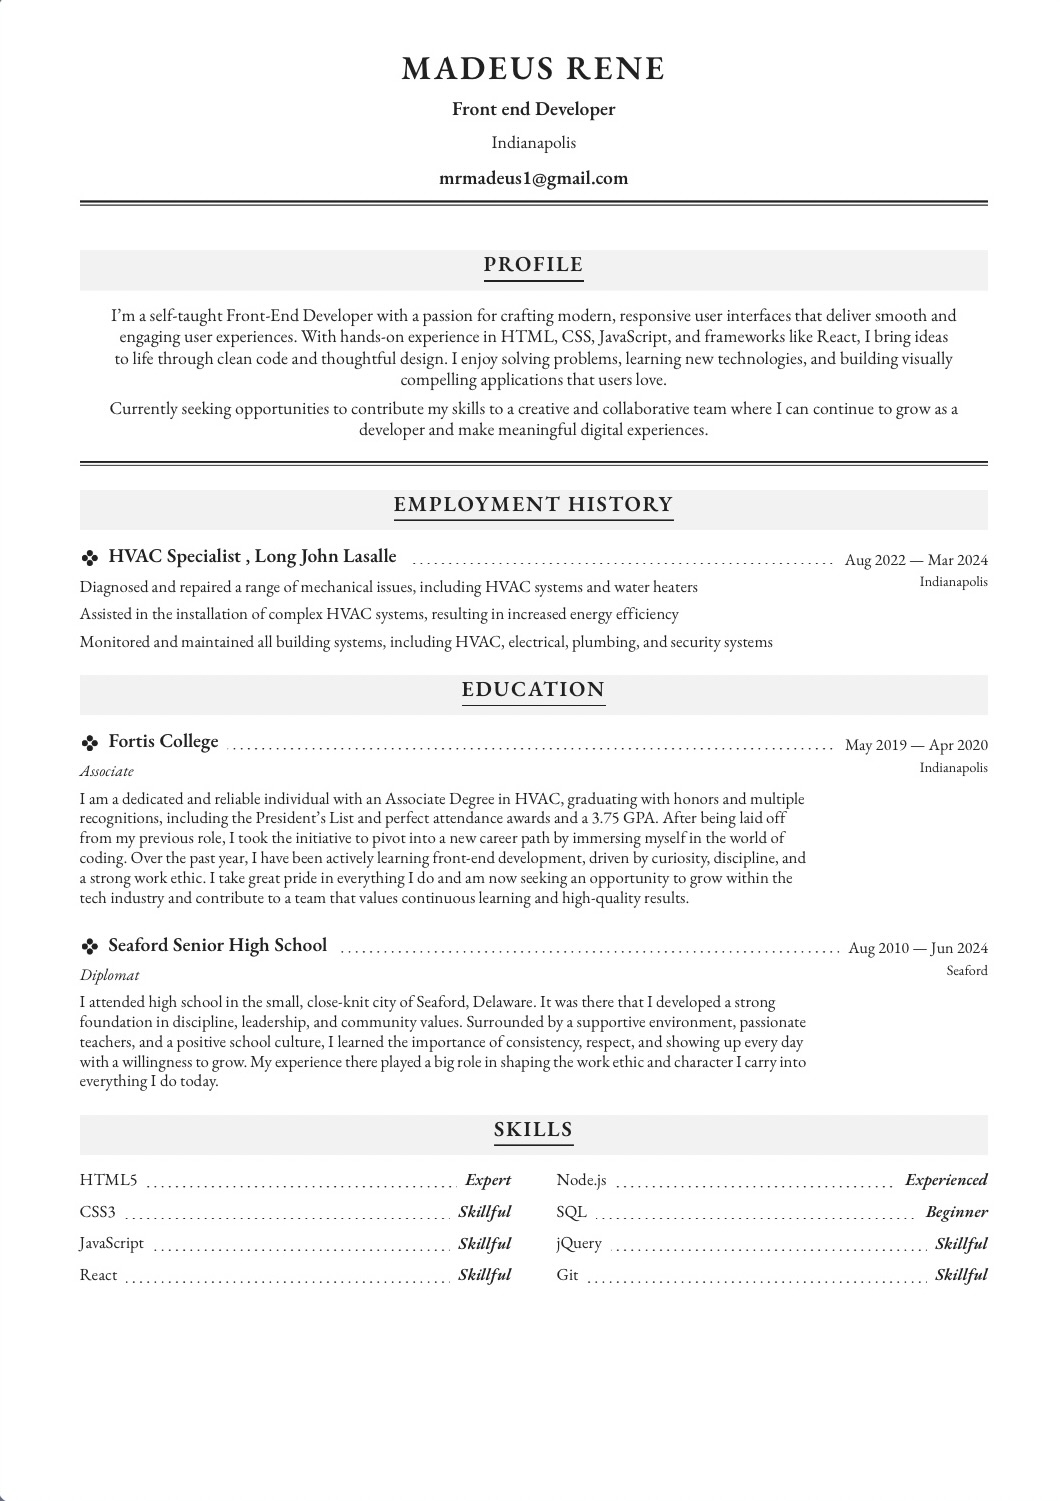 MADEUS RENE
Front end Developer
Indianapolis
mrmadeus1@gmail.com
PROFILE
I’m a self-taught Front-End Developer with a passion for crafting modern, responsive user interfaces that deliver smooth and
engaging user experiences. With hands-on experience in HTML, CSS, JavaScript, and frameworks like React, I bring ideas
to life through clean code and thoughtful design. I enjoy solving problems, learning new technologies, and building visually
compelling applications that users love.
Currently seeking opportunities to contribute my skills to a creative and collaborative team where I can continue to grow as a
developer and make meaningful digital experiences.
EMPLOYMENT HISTORY
HVAC Specialist , Long John Lasalle Aug 2022 — Mar 2024
Indianapolis
Diagnosed and repaired a range of mechanical issues, including HVAC systems and water heaters
Assisted in the installation of complex HVAC systems, resulting in increased energy efficiency
Monitored and maintained all building systems, including HVAC, electrical, plumbing, and security systems
EDUCATION
Fortis College May 2019 — Apr 2020
Indianapolis
Associate
I am a dedicated and reliable individual with an Associate Degree in HVAC, graduating with honors and multiple
recognitions, including the President’s List and perfect attendance awards and a 3.75 GPA. After being laid off
from my previous role, I took the initiative to pivot into a new career path by immersing myself in the world of
coding. Over the past year, I have been actively learning front-end development, driven by curiosity, discipline, and
a strong work ethic. I take great pride in everything I do and am now seeking an opportunity to grow within the
tech industry and contribute to a team that values continuous learning and high-quality results.
Seaford Senior High School Aug 2010 — Jun 2024
Seaford
Diplomat
I attended high school in the small, close-knit city of Seaford, Delaware. It was there that I developed a strong
foundation in discipline, leadership, and community values. Surrounded by a supportive environment, passionate
teachers, and a positive school culture, I learned the importance of consistency, respect, and showing up every day
with a willingness to grow. My experience there played a big role in shaping the work ethic and character I carry into
everything I do today.
SKILLS
HTML5 Expert
CSS3 Skillful
JavaScript Skillful
React Skillful
Node.js Experienced
SQL Beginner
jQuery Skillful
Git Skillful